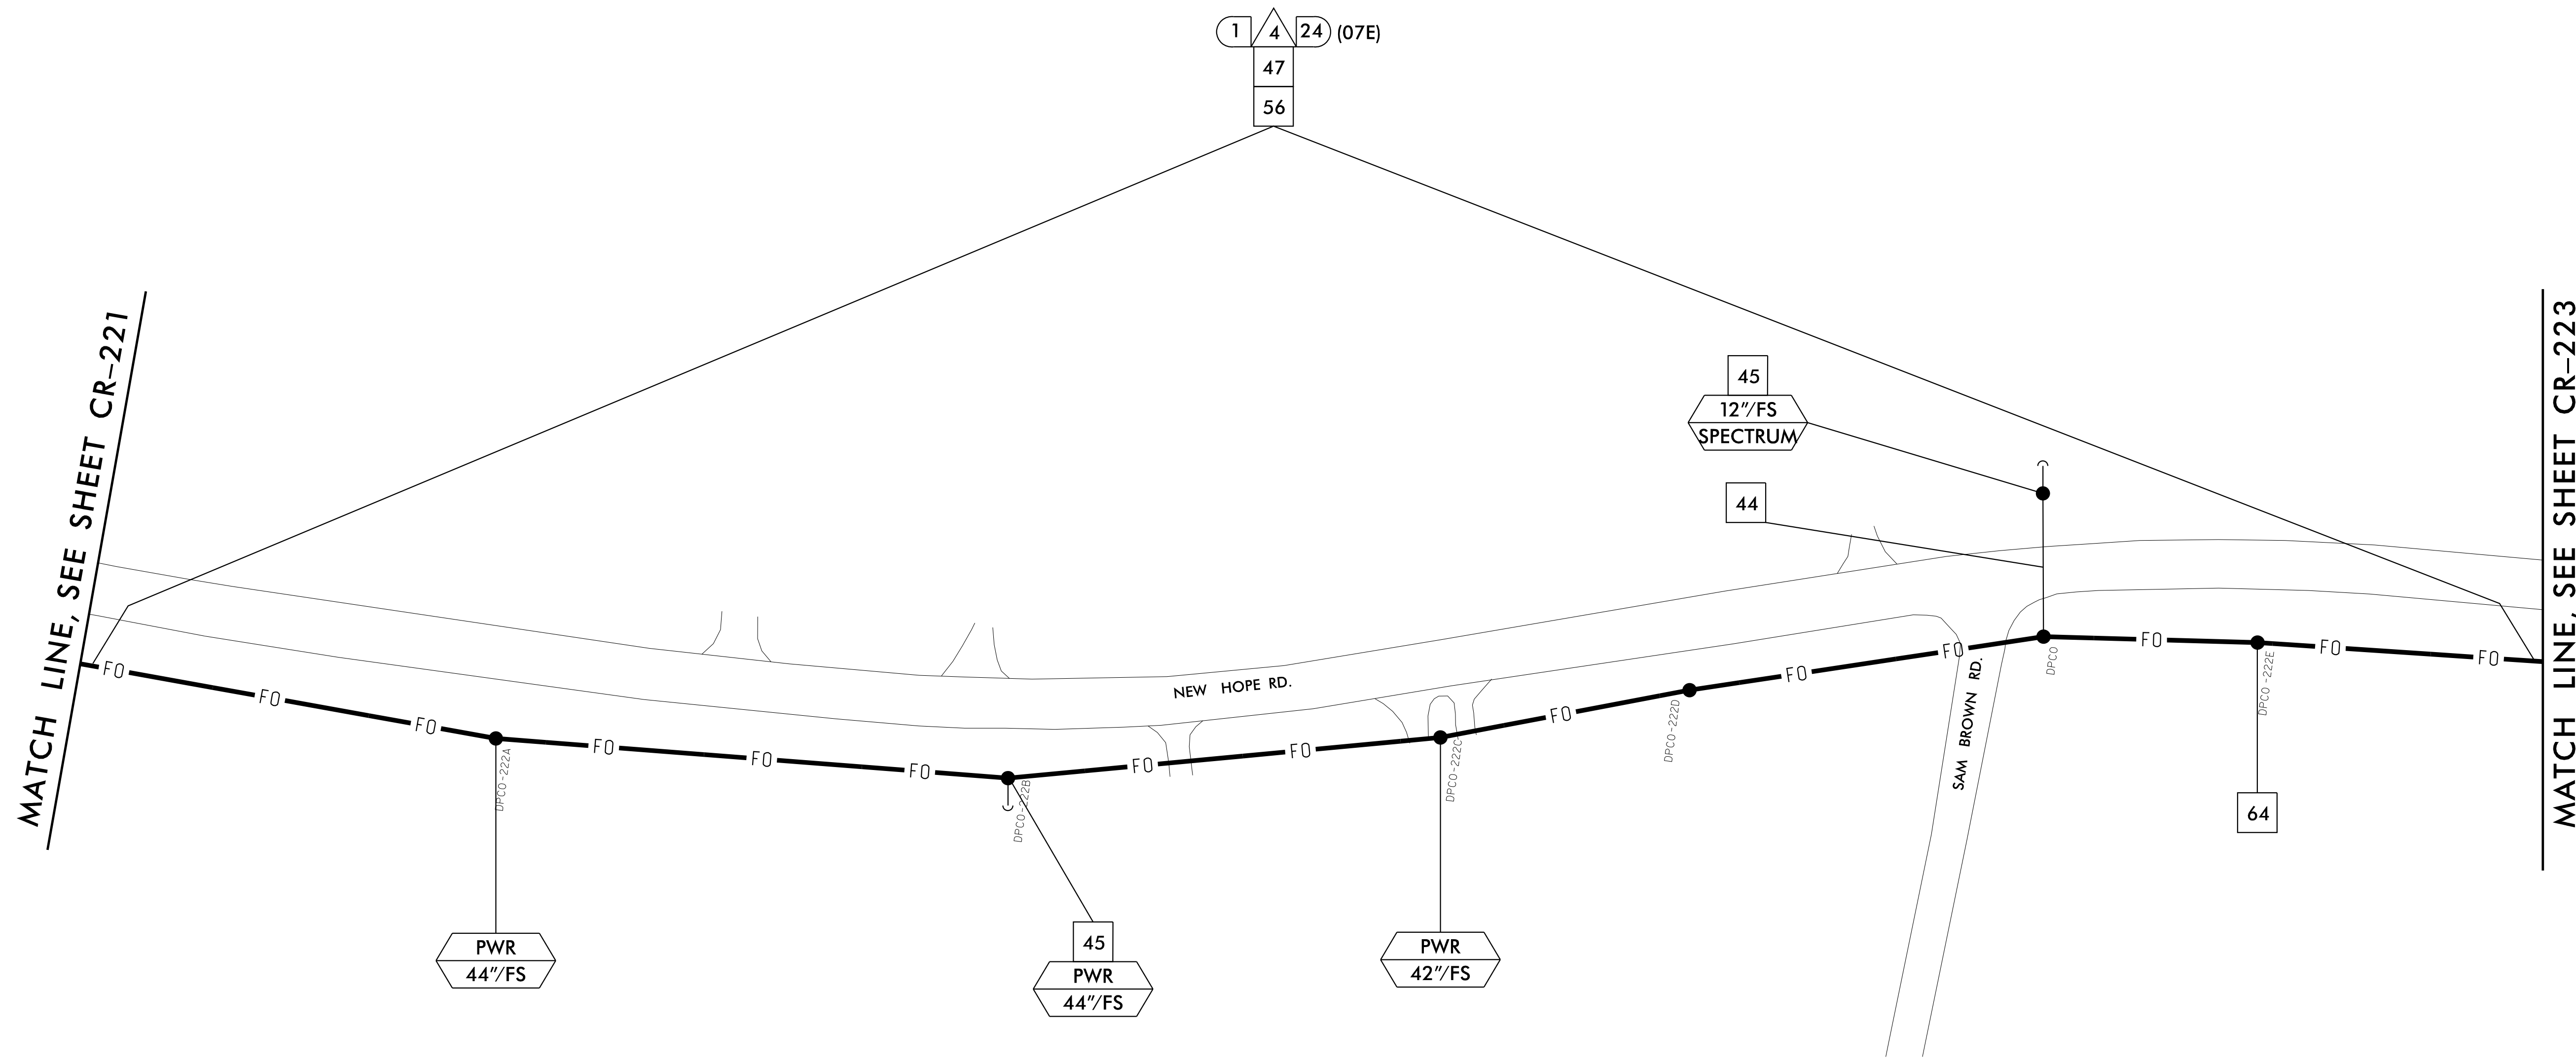 1 4 24 (07E)
47
56
MATCH LINE, SEE SHEET CR-221
MATCH LINE, SEE SHEET CR-223
45
12"/FS
SPECTRUM
44
NEW HOPE RD.
SAM BROWN RD.
FO
FO
FO
FO
FO
FO
FO
FO
FO
FO
FO
FO
FO
FO
DPCO-222A
DPCO-222B
DPCO-222C
DPCO-222D
DPCO
DPCO-222E
64
PWR
44"/FS
45
PWR
44"/FS
PWR
42"/FS